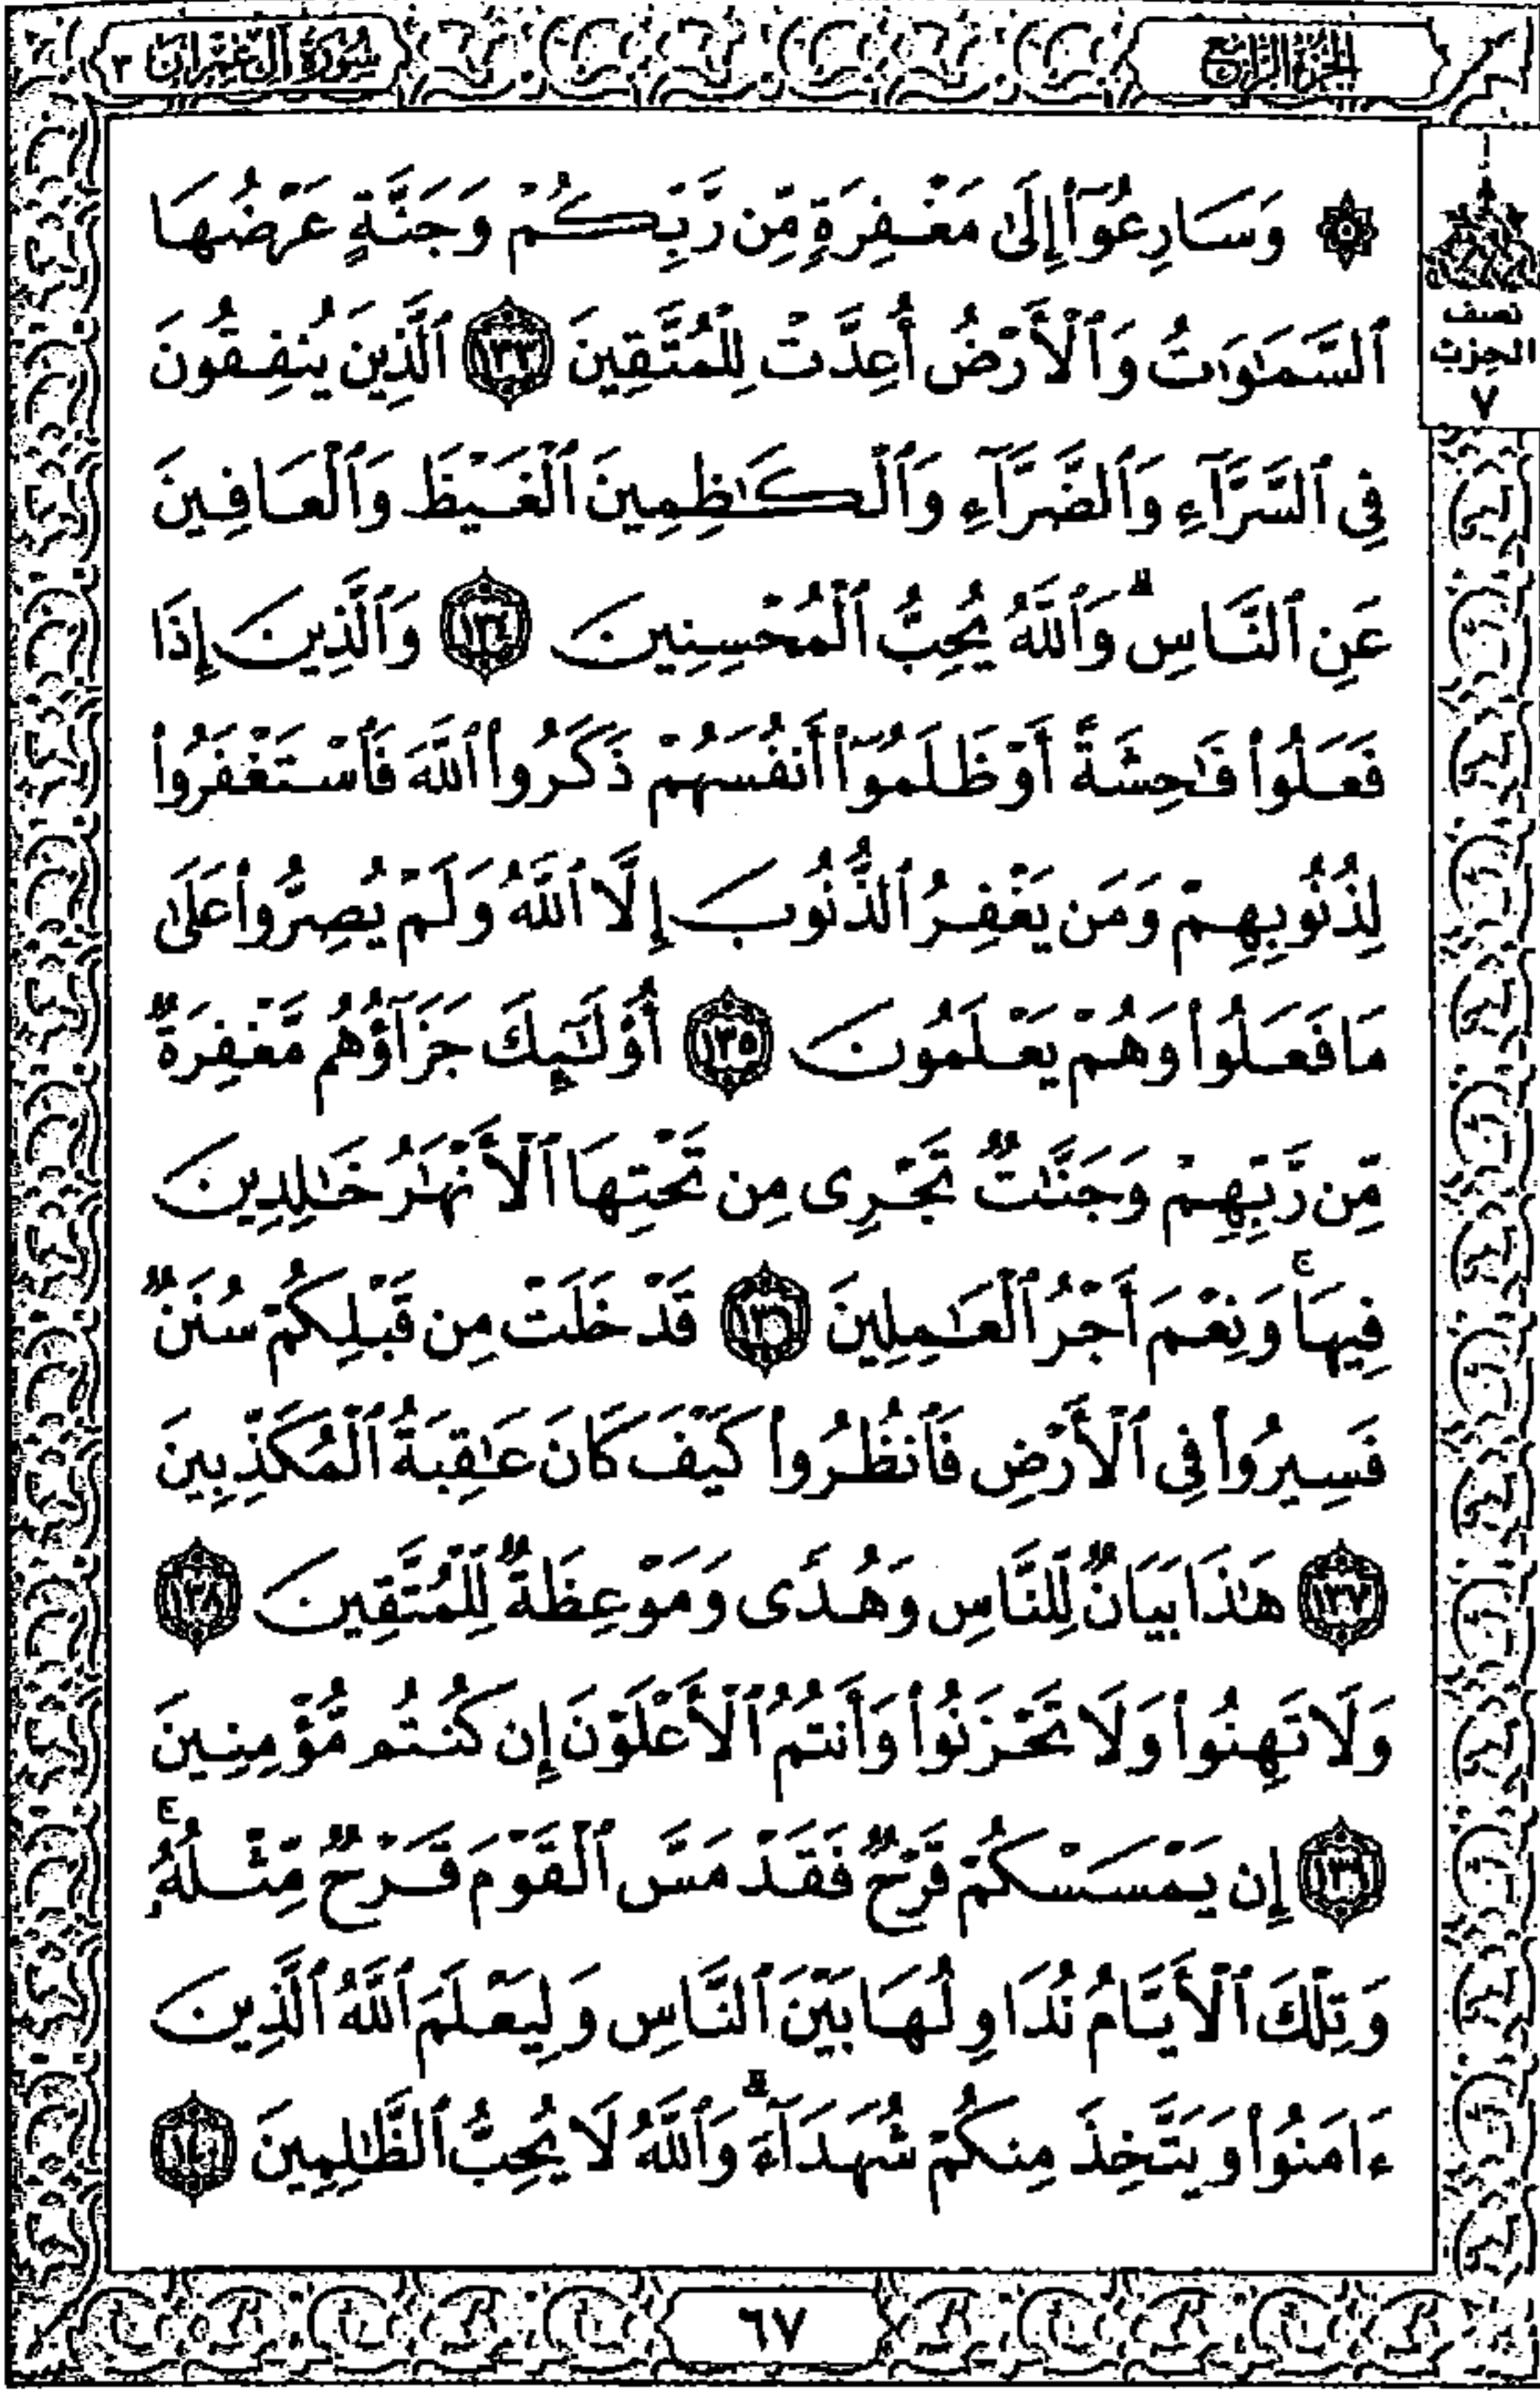 الجزء الرابع
سورة آل عمران ٣
نصف
الحزب
٧
۞ وَسَارِعُوٓا۟ إِلَىٰ مَغْفِرَةٍ مِّن رَّبِّكُمْ وَجَنَّةٍ عَرْضُهَا
ٱلسَّمَـٰوَٰتُ وَٱلْأَرْضُ أُعِدَّتْ لِلْمُتَّقِينَ ١٣٣ ٱلَّذِينَ يُنفِقُونَ
فِى ٱلسَّرَّآءِ وَٱلضَّرَّآءِ وَٱلْكَـٰظِمِينَ ٱلْغَيْظَ وَٱلْعَافِينَ
عَنِ ٱلنَّاسِ ۗ وَٱللَّهُ يُحِبُّ ٱلْمُحْسِنِينَ ١٣٤ وَٱلَّذِينَ إِذَا
فَعَلُوا۟ فَـٰحِشَةً أَوْ ظَلَمُوٓا۟ أَنفُسَهُمْ ذَكَرُوا۟ ٱللَّهَ فَٱسْتَغْفَرُوا۟
لِذُنُوبِهِمْ وَمَن يَغْفِرُ ٱلذُّنُوبَ إِلَّا ٱللَّهُ وَلَمْ يُصِرُّوا۟ عَلَىٰ
مَا فَعَلُوا۟ وَهُمْ يَعْلَمُونَ ١٣٥ أُو۟لَـٰٓئِكَ جَزَآؤُهُم مَّغْفِرَةٌ
مِّن رَّبِّهِمْ وَجَنَّـٰتٌ تَجْرِى مِن تَحْتِهَا ٱلْأَنْهَـٰرُ خَـٰلِدِينَ
فِيهَا ۚ وَنِعْمَ أَجْرُ ٱلْعَـٰمِلِينَ ١٣٦ قَدْ خَلَتْ مِن قَبْلِكُمْ سُنَنٌ
فَسِيرُوا۟ فِى ٱلْأَرْضِ فَٱنظُرُوا۟ كَيْفَ كَانَ عَـٰقِبَةُ ٱلْمُكَذِّبِينَ
١٣٧ هَـٰذَا بَيَانٌ لِّلنَّاسِ وَهُدًى وَمَوْعِظَةٌ لِّلْمُتَّقِينَ ١٣٨
وَلَا تَهِنُوا۟ وَلَا تَحْزَنُوا۟ وَأَنتُمُ ٱلْأَعْلَوْنَ إِن كُنتُم مُّؤْمِنِينَ
١٣٩ إِن يَمْسَسْكُمْ قَرْحٌ فَقَدْ مَسَّ ٱلْقَوْمَ قَرْحٌ مِّثْلُهُۥ ۚ
وَتِلْكَ ٱلْأَيَّامُ نُدَاوِلُهَا بَيْنَ ٱلنَّاسِ وَلِيَعْلَمَ ٱللَّهُ ٱلَّذِينَ
ءَامَنُوا۟ وَيَتَّخِذَ مِنكُمْ شُهَدَآءَ ۗ وَٱللَّهُ لَا يُحِبُّ ٱلظَّـٰلِمِينَ ١٤٠
٦٧